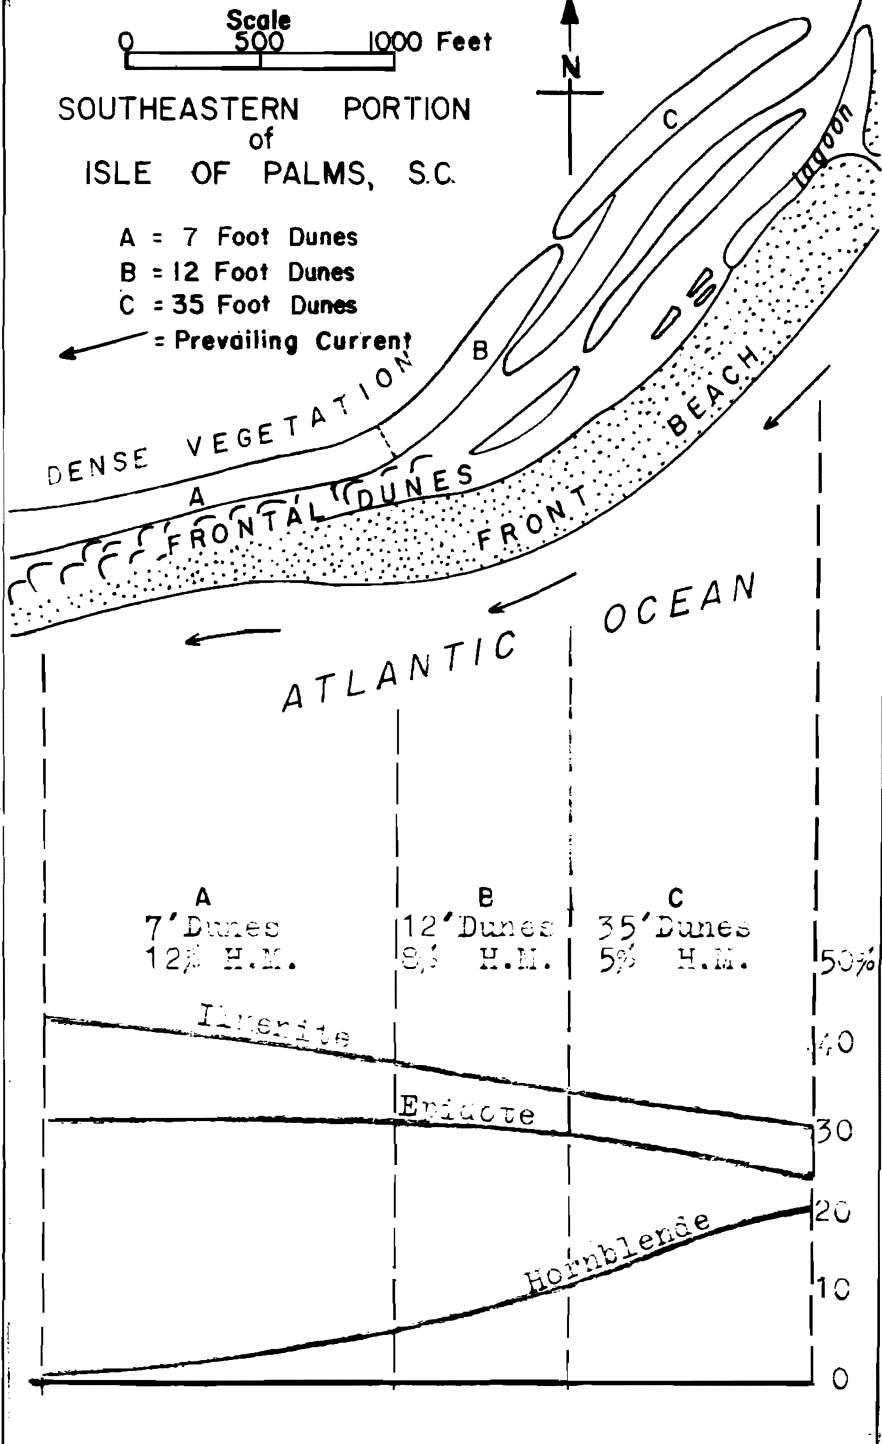 Scale
0 500 1000 Feet
N
SOUTHEASTERN PORTION
of
ISLE OF PALMS, S.C.
A = 7 Foot Dunes
B = 12 Foot Dunes
C = 35 Foot Dunes
= Prevailing Current
C
Lagoon
B
DENSE VEGETATION
A
FRONTAL DUNES
FRONT BEACH
ATLANTIC OCEAN
A B C
7' Dunes 12' Dunes 35' Dunes
12% H.M. 8% H.M. 5% H.M. 50%
Ilmenite
40
Epidote
30
20
Hornblende
10
0